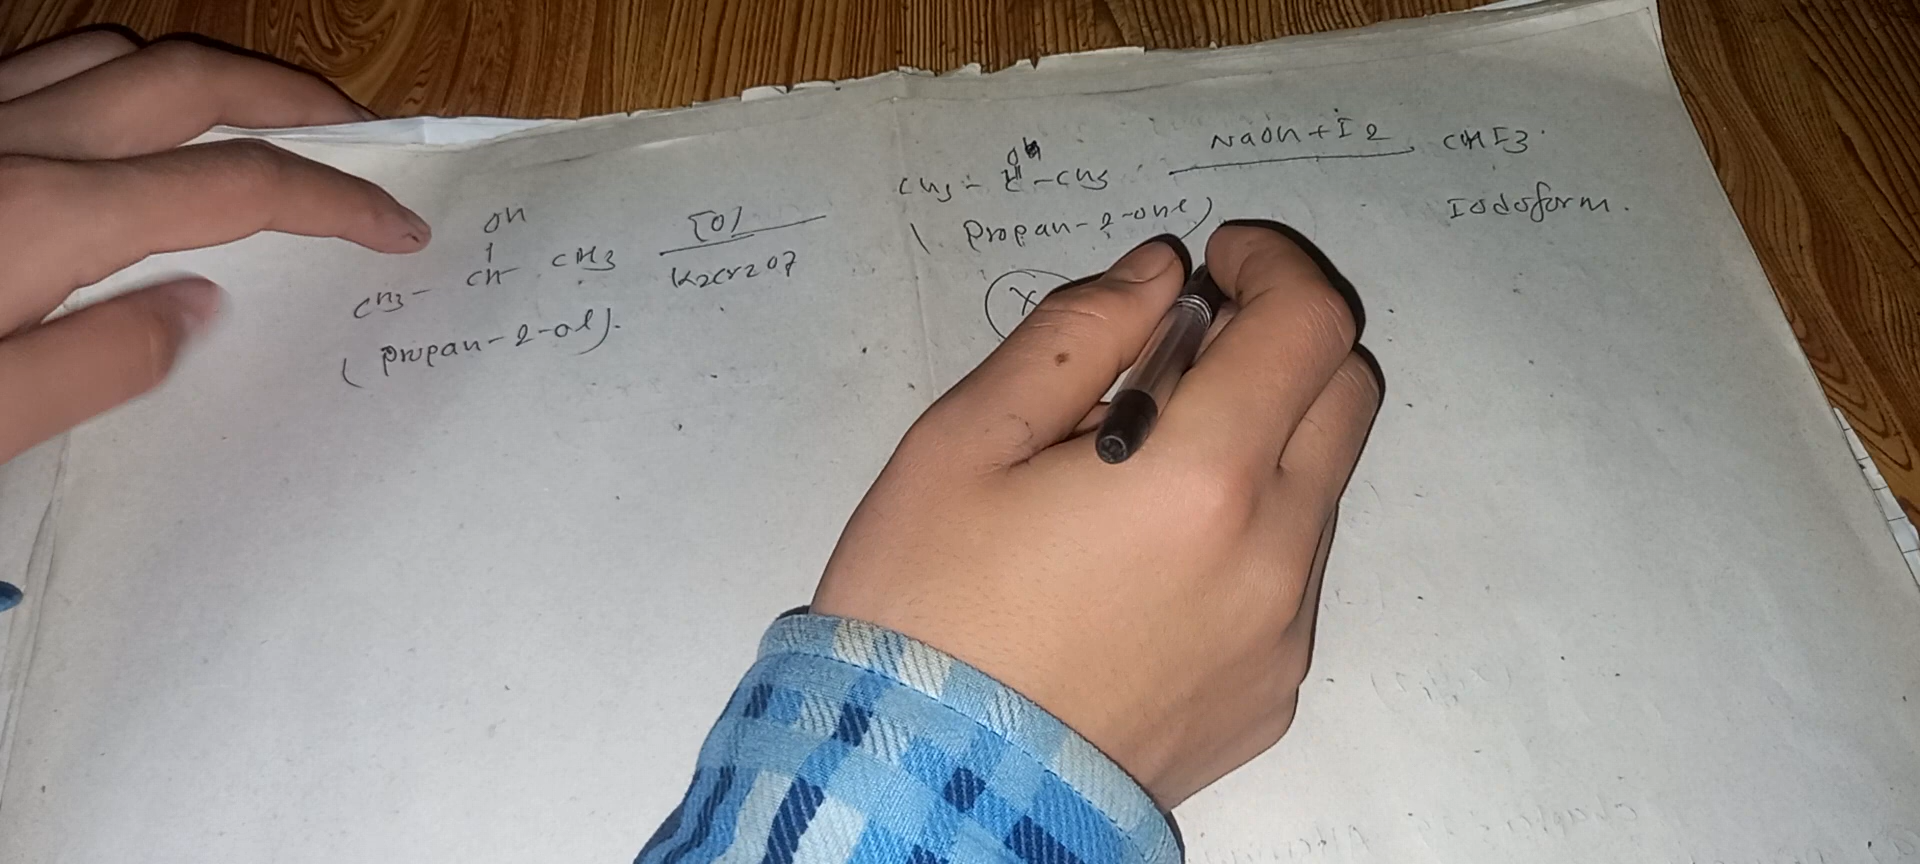 OH
|
CH3 - CH CH3
(Propan-2-ol).
[O]
K2Cr2O7
O
||
CH3 - C - CH3
(Propan-2-one)
X
NaOH + I2
CHI3.
Iodoform.